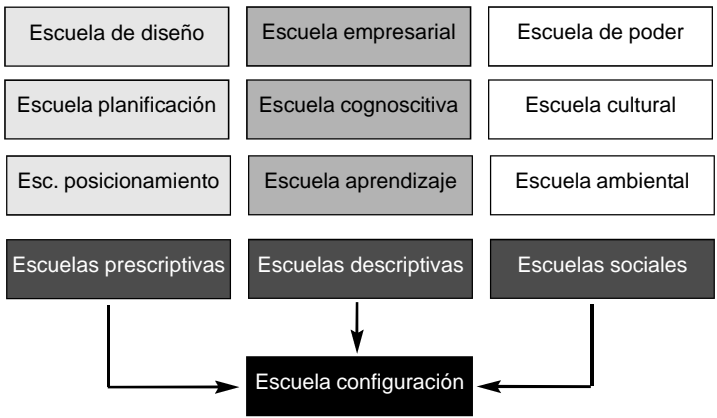 Escuela de diseño
Escuela empresarial
Escuela de poder
Escuela planificación
Escuela cognoscitiva
Escuela cultural
Esc. posicionamiento
Escuela aprendizaje
Escuela ambiental
Escuelas prescriptivas
Escuelas descriptivas
Escuelas sociales
Escuela configuración